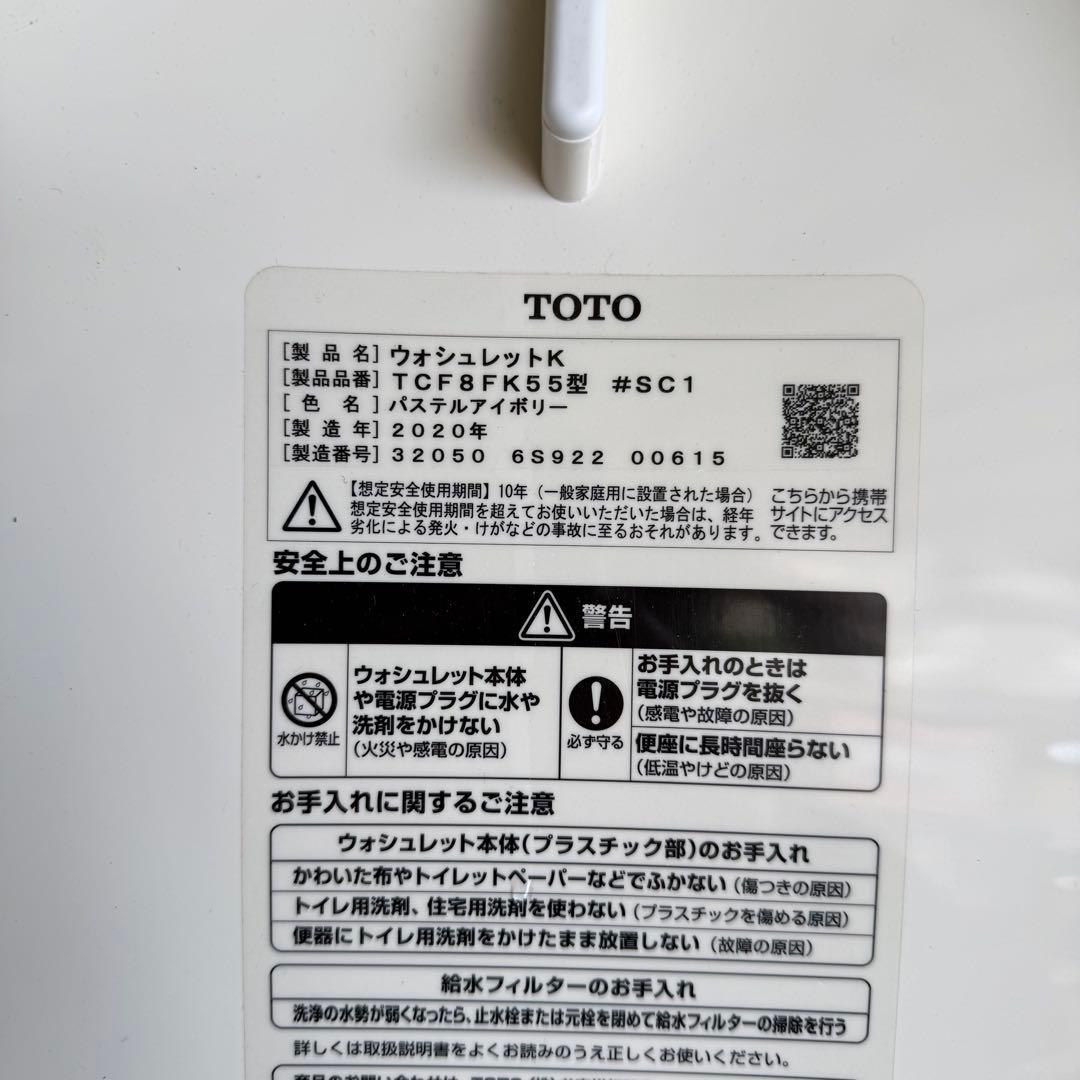 TOTO
[製品名] ウォシュレットK
[製品品番] TCF8FK55型 #SC1
[色名] パステルアイボリー
[製造年] 2020年
[製造番号] 32050 6S922 00615
【想定安全使用期間】10年(一般家庭用に設置された場合)
想定安全使用期間を超えてお使いいただいた場合は、経年
劣化による発火・けがなどの事故に至るおそれがあります。
こちらから携帯
サイトにアクセス
できます。
安全上のご注意
警告
水かけ禁止
ウォシュレット本体
や電源プラグに水や
洗剤をかけない
(火災や感電の原因)
必ず守る
お手入れのときは
電源プラグを抜く
(感電や故障の原因)
便座に長時間座らない
(低温やけどの原因)
お手入れに関するご注意
ウォシュレット本体(プラスチック部)のお手入れ
かわいた布やトイレットペーパーなどでふかない(傷つきの原因)
トイレ用洗剤、住宅用洗剤を使わない(プラスチックを傷める原因)
便器にトイレ用洗剤をかけたまま放置しない(故障の原因)
給水フィルターのお手入れ
洗浄の水勢が弱くなったら、止水栓または元栓を閉めて給水フィルターの掃除を行う
詳しくは取扱説明書をよくお読みのうえ正しくお使いください。